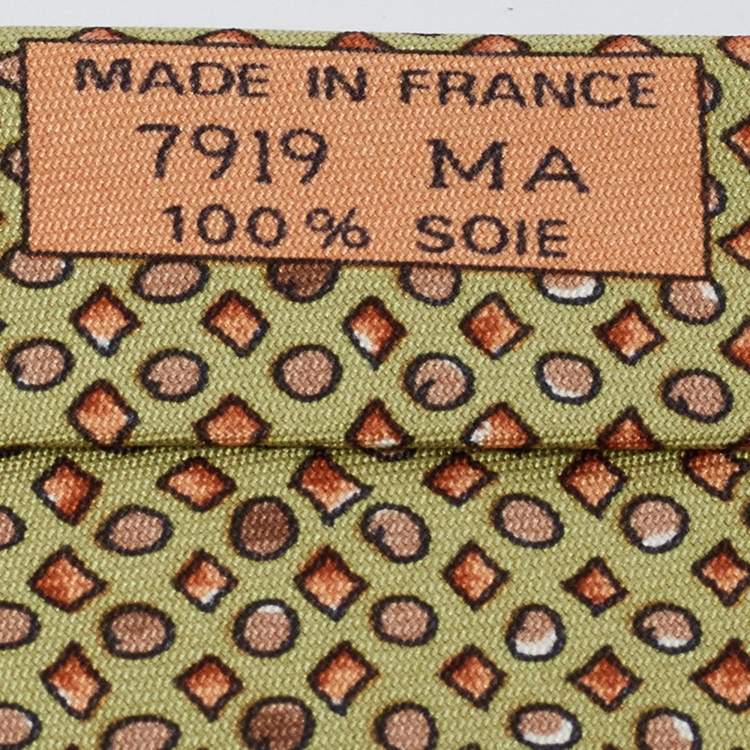 MADE IN FRANCE
7919 MA
100% SOIE